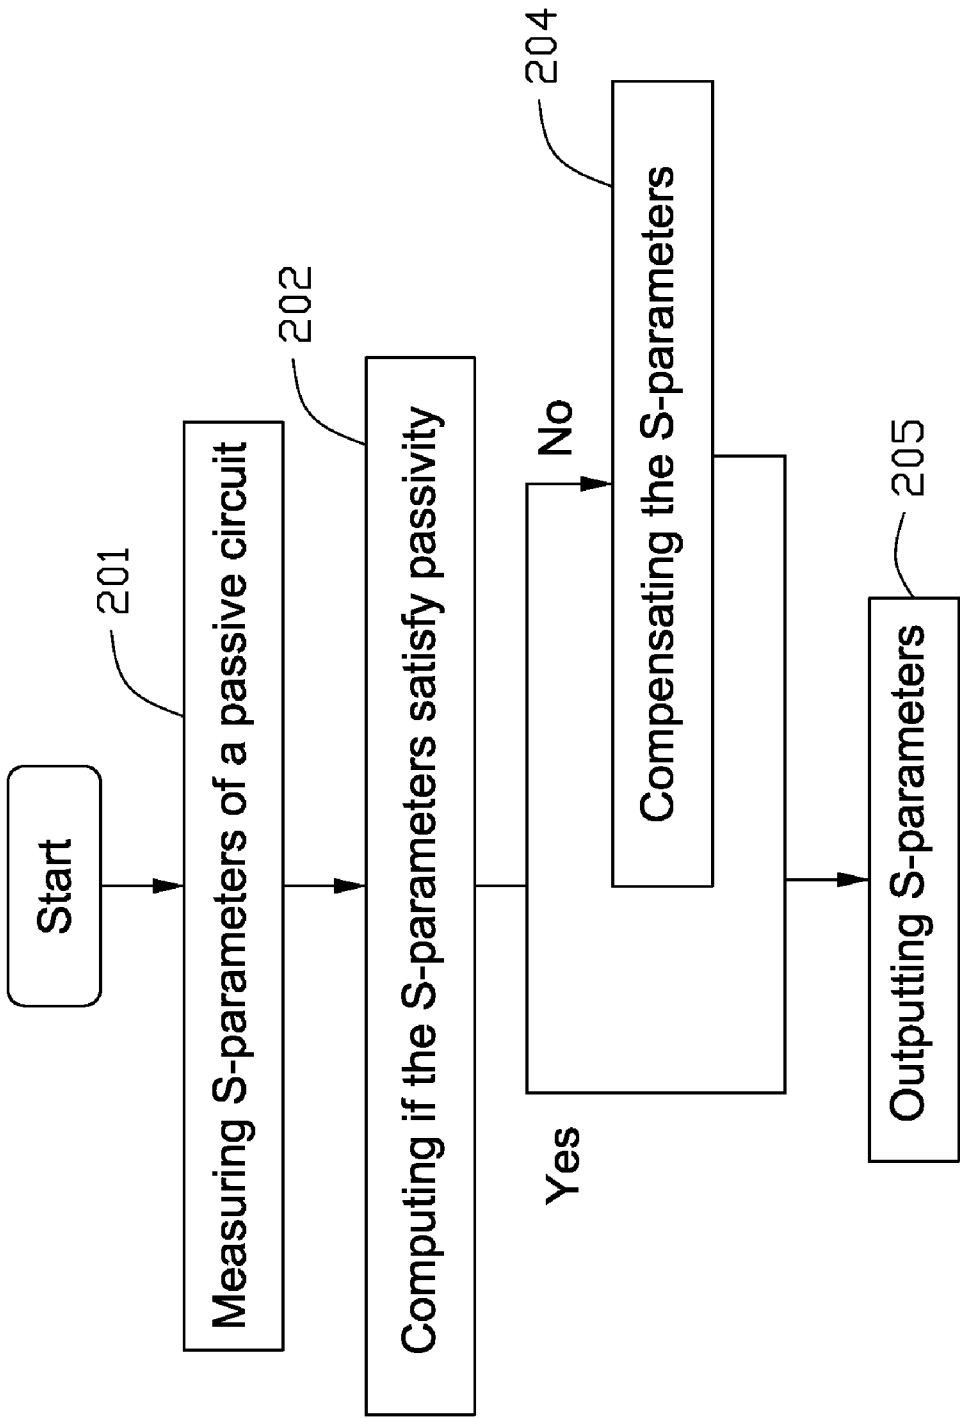 Start
201
Measuring S-parameters of a passive circuit
202
Computing if the S-parameters satisfy passivity
Yes
No
204
Compensating the S-parameters
205
Outputting S-parameters